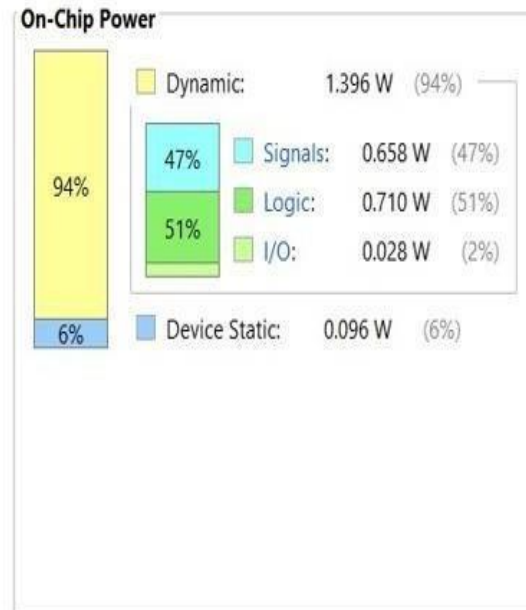 On-Chip Power
Dynamic: 1.396 W (94%)
94%
47%
Signals: 0.658 W (47%)
51%
Logic: 0.710 W (51%)
I/O: 0.028 W (2%)
6%
Device Static: 0.096 W (6%)